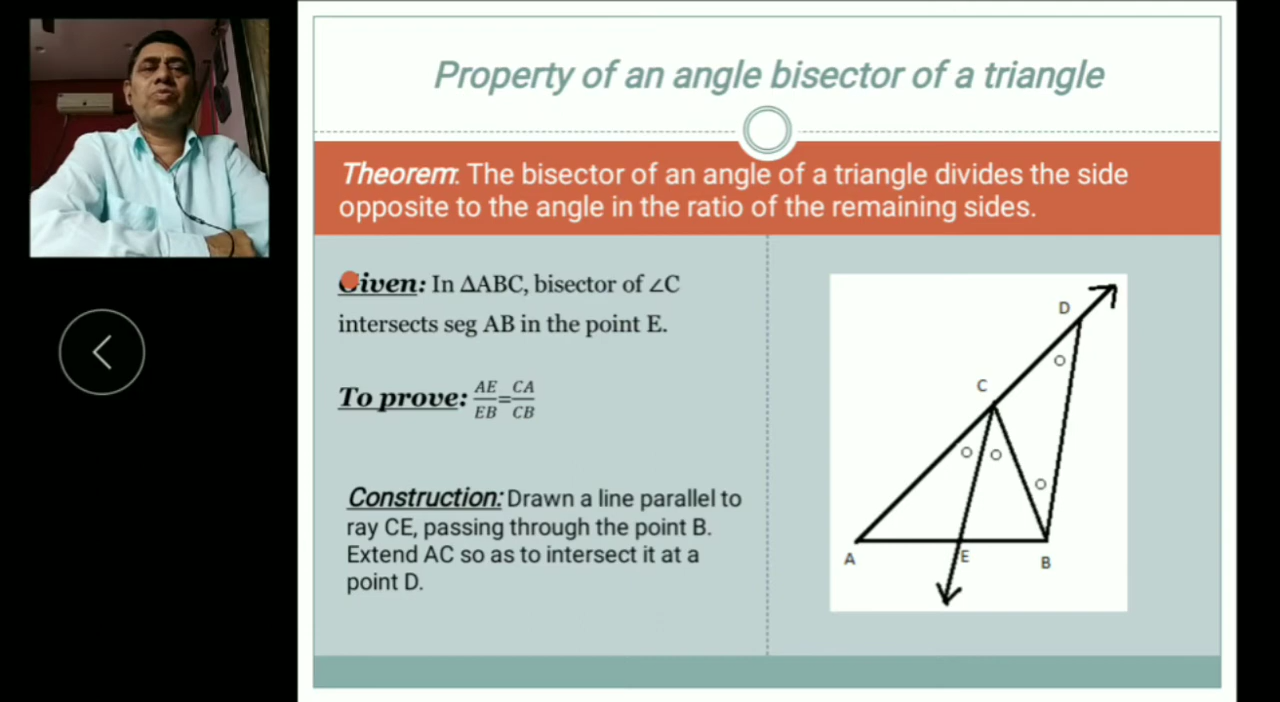 Property of an angle bisector of a triangle
Theorem: The bisector of an angle of a triangle divides the side
opposite to the angle in the ratio of the remaining sides.
Given: In ΔABC, bisector of ∠C
intersects seg AB in the point E.
To prove: AE/EB=CA/CB
Construction: Drawn a line parallel to
ray CE, passing through the point B.
Extend AC so as to intersect it at a
point D.
D
C
A
E
B